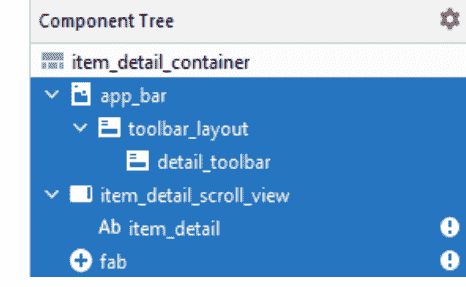 Component Tree
item_detail_container
app_bar
toolbar_layout
detail_toolbar
item_detail_scroll_view
Ab item_detail
fab